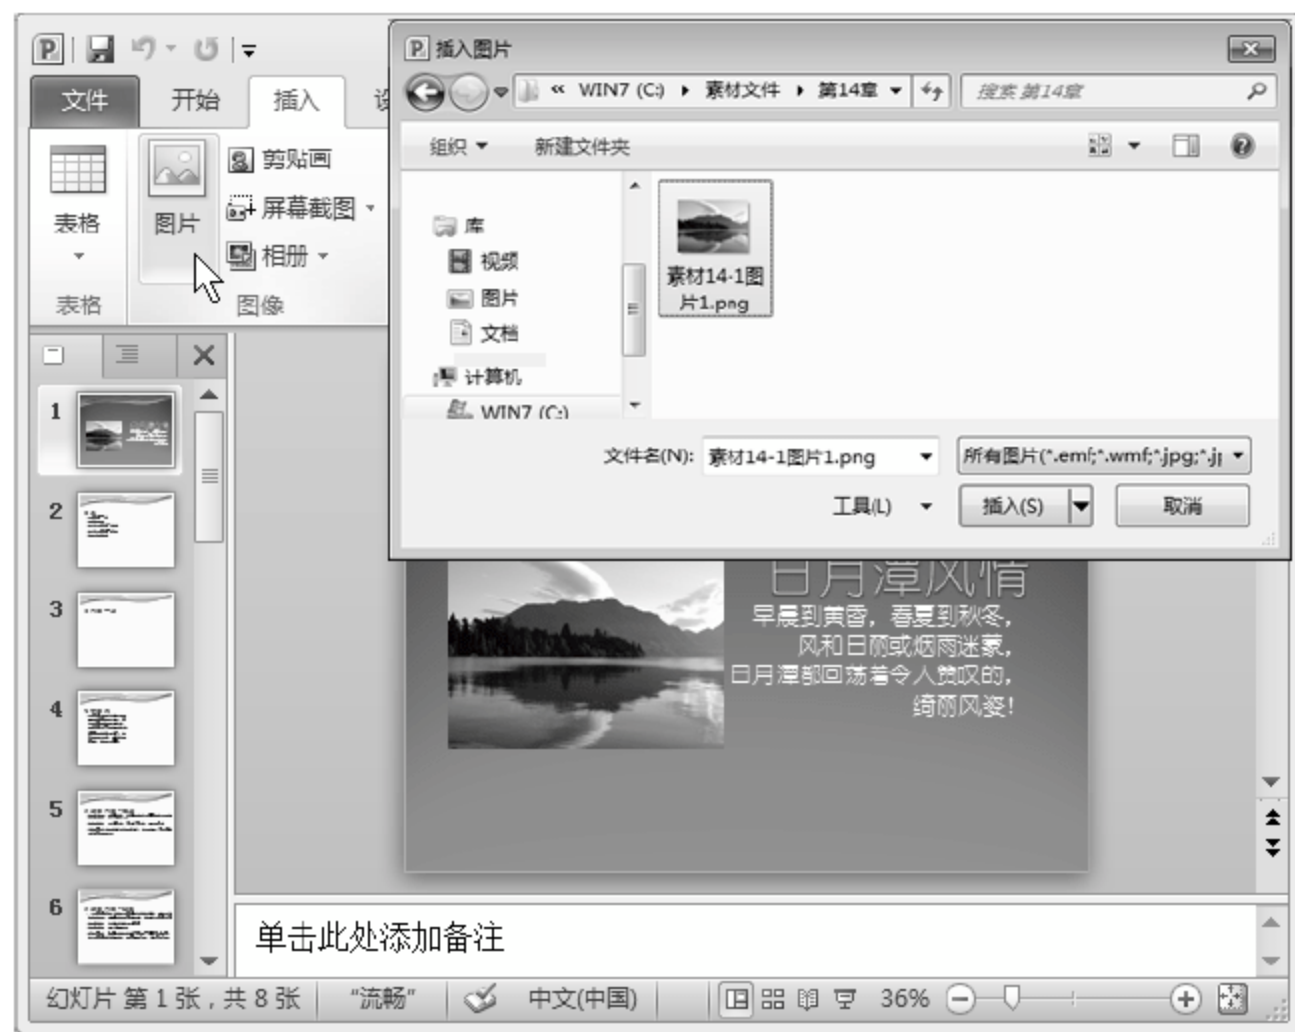 插入图片
« WIN7 (C:) 素材文件 第14章
搜索 第14章
文件 开始 插入
组织 新建文件夹
表格
图片
剪贴画
屏幕截图
相册
表格 图像
库
视频
图片
文档
计算机
WIN7 (C:)
素材14-1图
片1.png
文件名(N): 素材14-1图片1.png 所有图片(*.emf;*.wmf;*.jpg;*.j
工具(L) 插入(S) 取消
1
2
3
4
5
6
日月潭风情
早晨到黄昏，春夏到秋冬，
风和日丽或烟雨迷蒙，
日月潭都回荡着令人赞叹的，
绮丽风姿！
单击此处添加备注
幻灯片 第 1 张，共 8 张 “流畅” 中文(中国) 36%